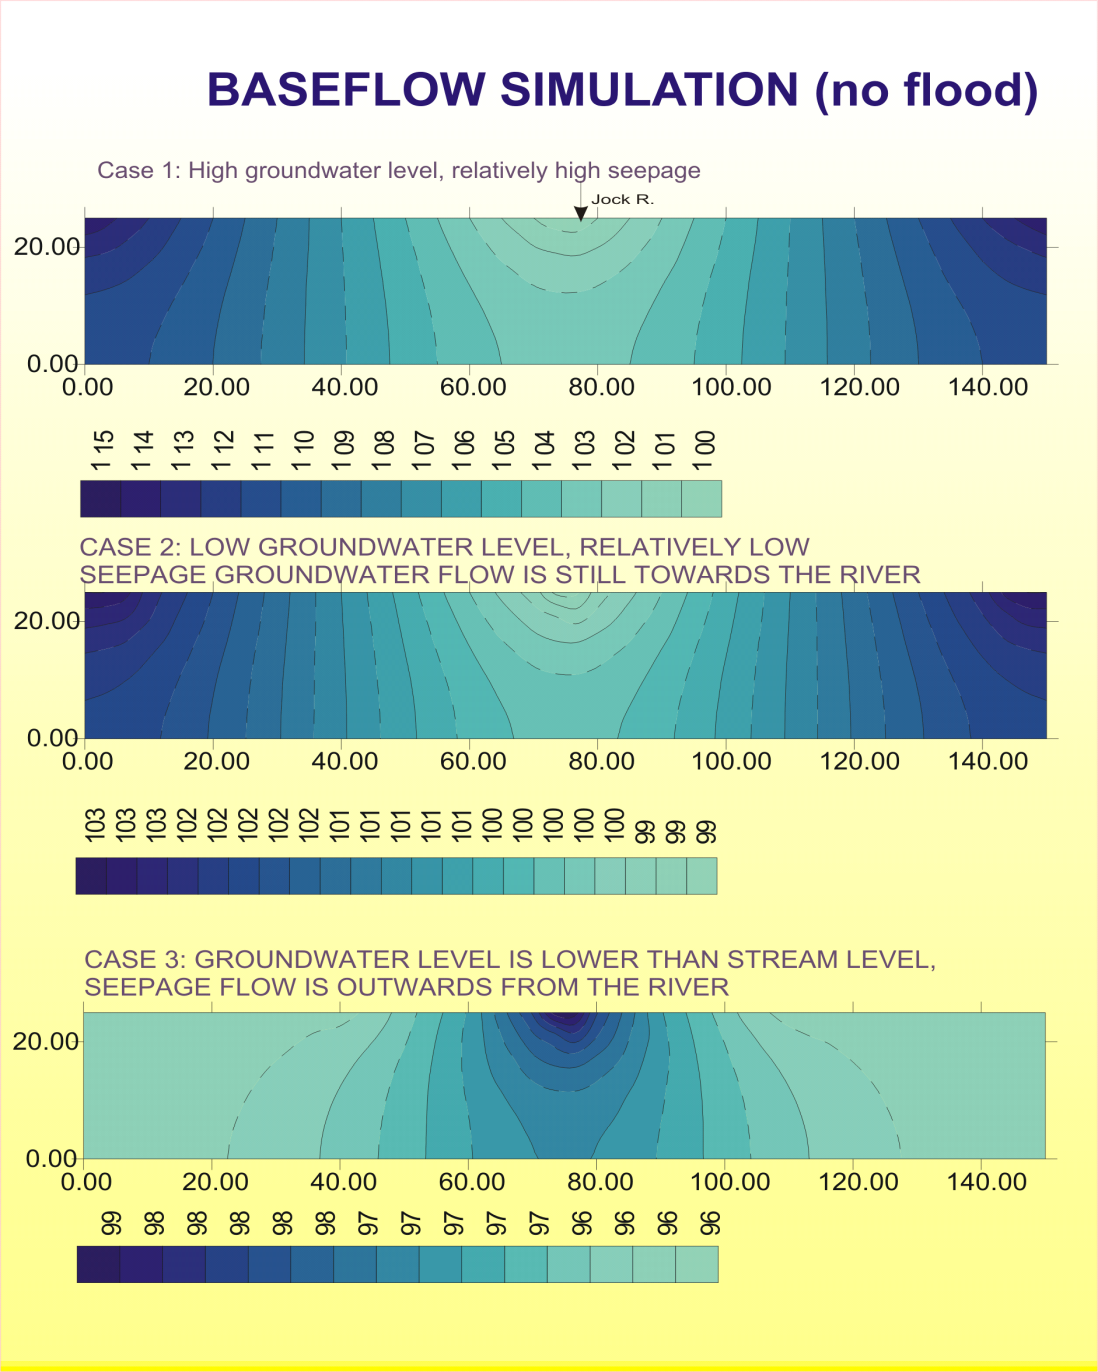 BASEFLOW SIMULATION (no flood)
Case 1: High groundwater level, relatively high seepage
Jock R.
20.00
0.00
0.00 20.00 40.00 60.00 80.00 100.00 120.00 140.00
115 114 113 112 111 110 109 108 107 106 105 104 103 102 101 100
CASE 2: LOW GROUNDWATER LEVEL, RELATIVELY LOW
SEEPAGE GROUNDWATER FLOW IS STILL TOWARDS THE RIVER
20.00
0.00
0.00 20.00 40.00 60.00 80.00 100.00 120.00 140.00
103 103 103 102 102 102 102 102 101 101 101 101 101 100 100 100 100 100 99 99 99
CASE 3: GROUNDWATER LEVEL IS LOWER THAN STREAM LEVEL,
SEEPAGE FLOW IS OUTWARDS FROM THE RIVER
20.00
0.00
0.00 20.00 40.00 60.00 80.00 100.00 120.00 140.00
99 98 98 98 98 98 97 97 97 97 97 96 96 96 96